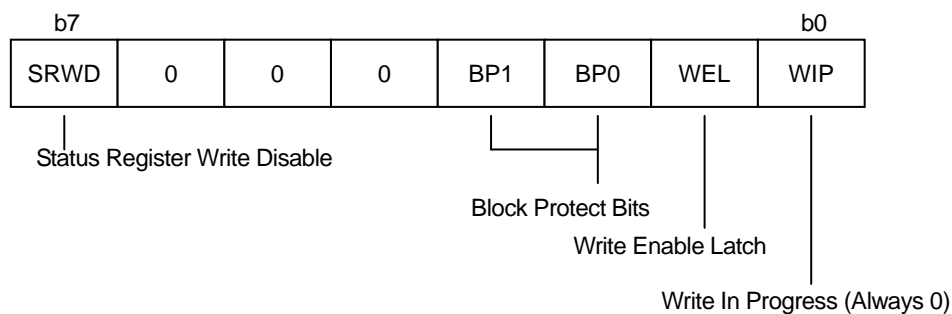 b7 b0
SRWD 0 0 0 BP1 BP0 WEL WIP
Status Register Write Disable
Block Protect Bits
Write Enable Latch
Write In Progress (Always 0)